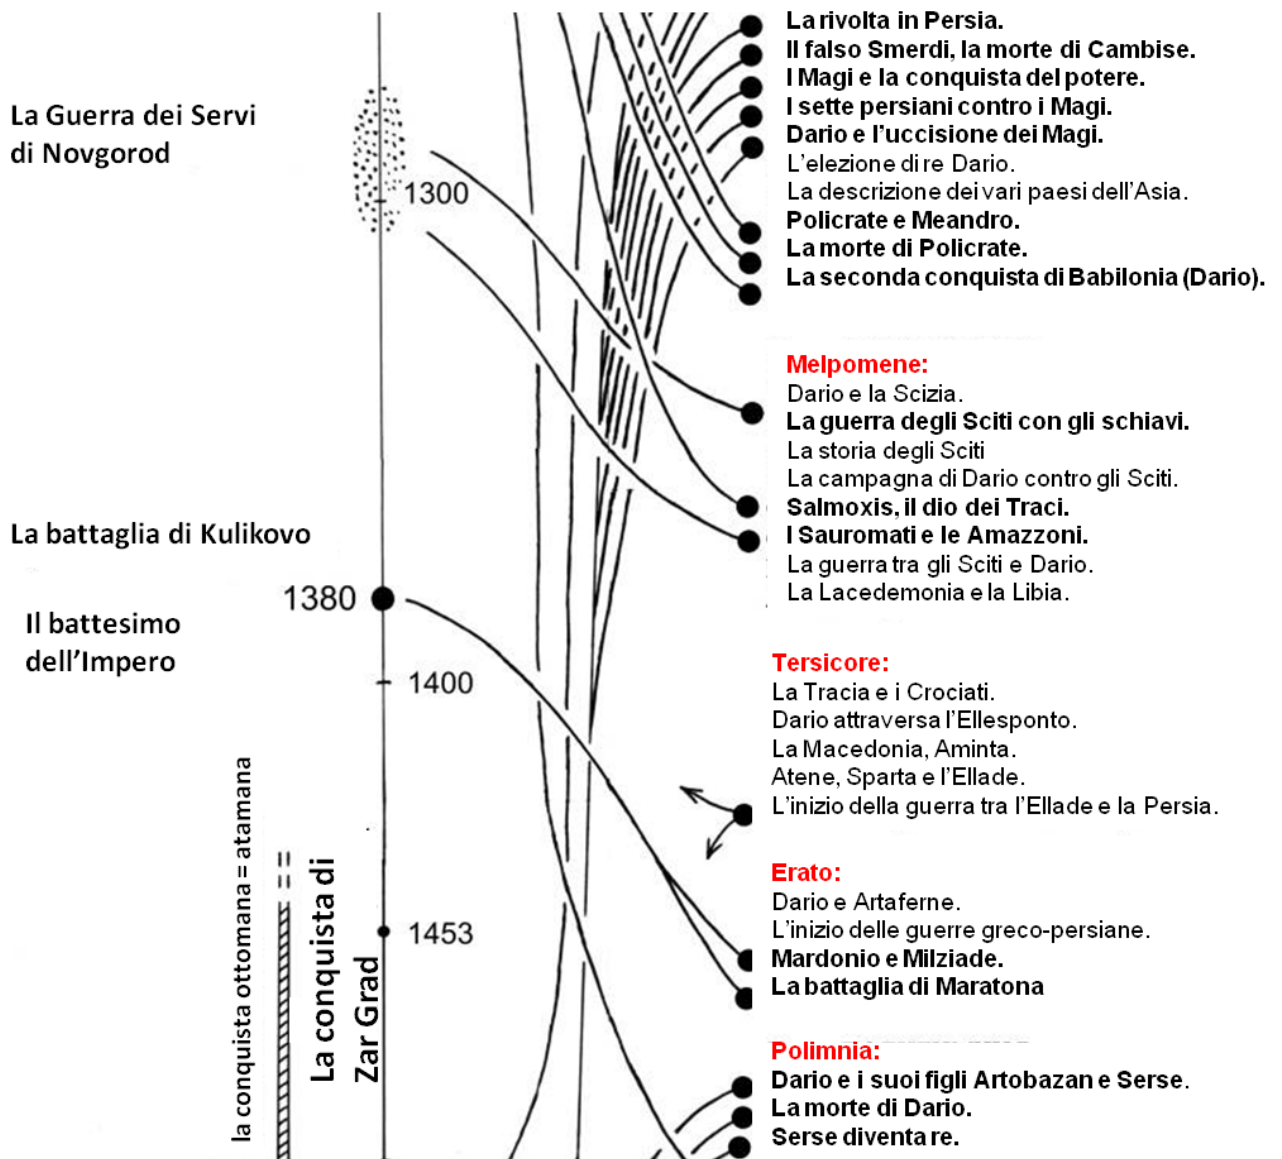 La rivolta in Persia.
Il falso Smerdi, la morte di Cambise.
I Magi e la conquista del potere.
I sette persiani contro i Magi.
Dario e l'uccisione dei Magi.
L'elezione di re Dario.
La descrizione dei vari paesi dell'Asia.
Policrate e Meandro.
La morte di Policrate.
La seconda conquista di Babilonia (Dario).
La Guerra dei Servi
di Novgorod
1300
Melpomene:
Dario e la Scizia.
La guerra degli Sciti con gli schiavi.
La storia degli Sciti
La campagna di Dario contro gli Sciti.
Salmoxis, il dio dei Traci.
I Sauromati e le Amazzoni.
La guerra tra gli Sciti e Dario.
La Lacedemonia e la Libia.
La battaglia di Kulikovo
1380
Il battesimo
dell'Impero
1400
Tersicore:
La Tracia e i Crociati.
Dario attraversa l'Ellesponto.
La Macedonia, Aminta.
Atene, Sparta e l'Ellade.
L'inizio della guerra tra l'Ellade e la Persia.
la conquista ottomana = atamana
La conquista di
Zar Grad
1453
Erato:
Dario e Artaferne.
L'inizio delle guerre greco-persiane.
Mardonio e Milziade.
La battaglia di Maratona
Polimnia:
Dario e i suoi figli Artobazan e Serse.
La morte di Dario.
Serse diventa re.